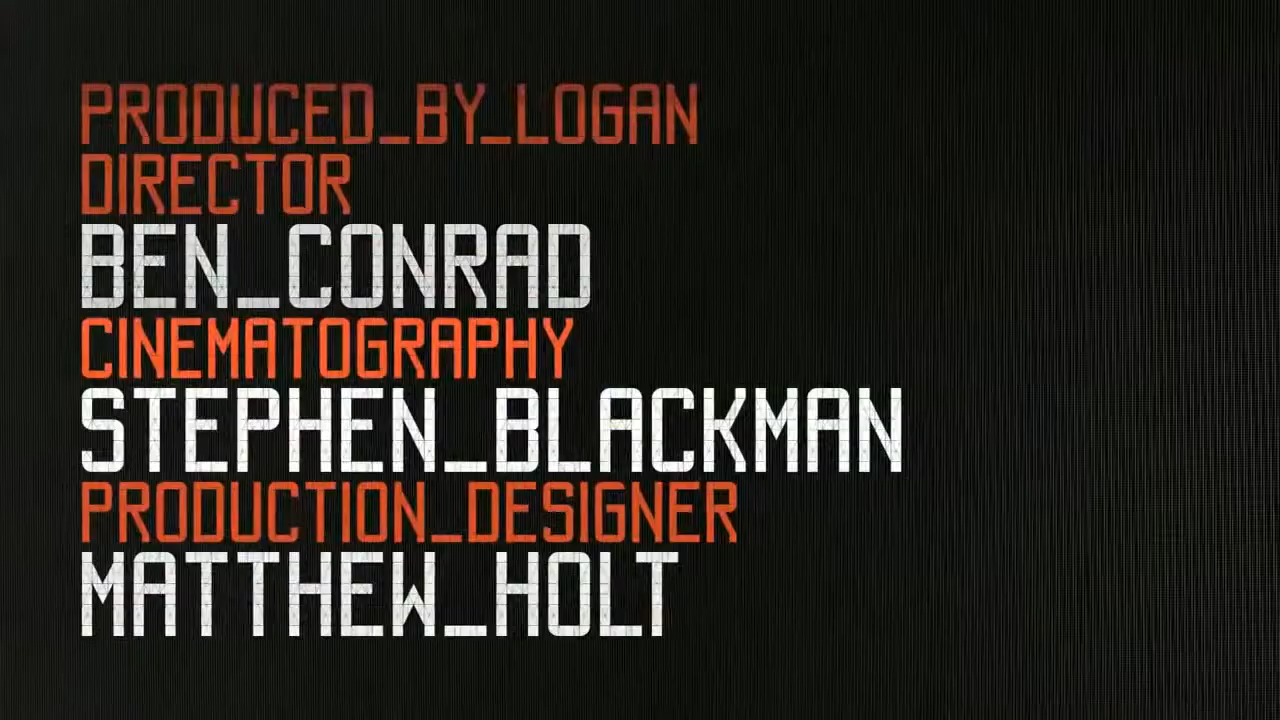 PRODUCED_BY_LOGAN
DIRECTOR
BEN_CONRAD
CINEMATOGRAPHY
STEPHEN_BLACKMAN
PRODUCTION_DESIGNER
MATTHEW_HOLT